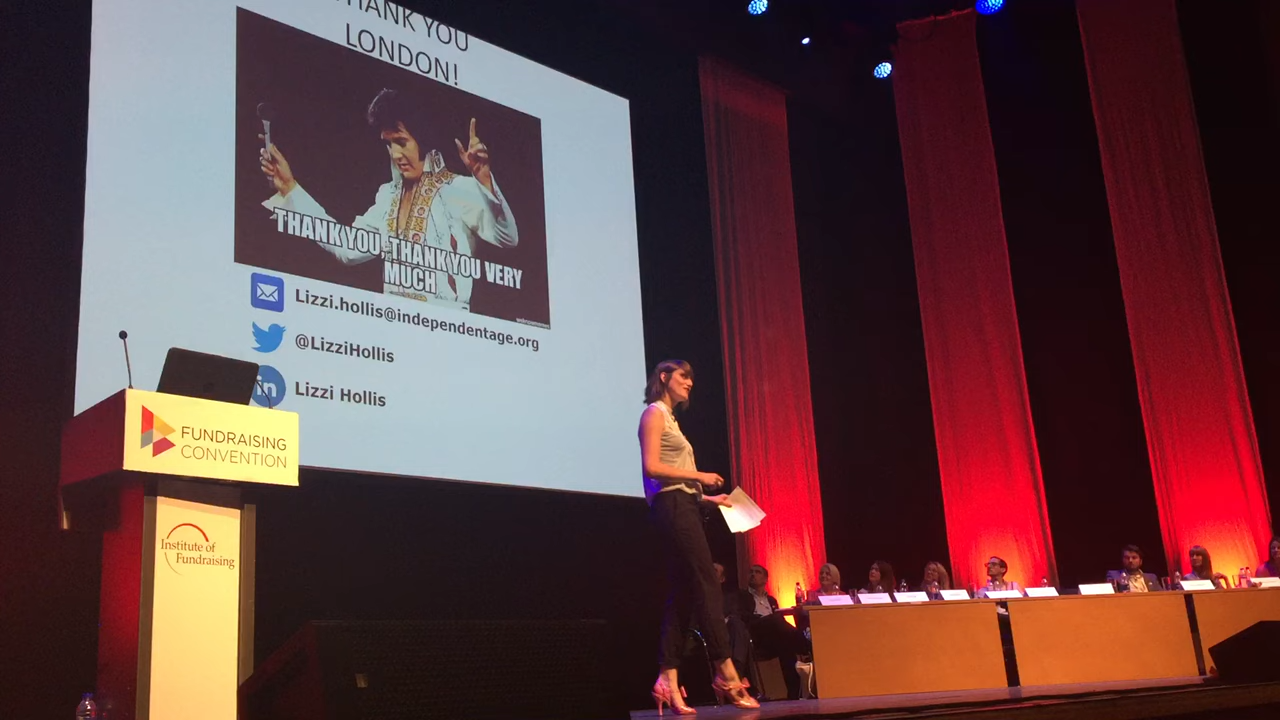 THANK YOU
LONDON!
THANK YOU, THANK YOU VERY
MUCH
Lizzi.hollis@independentage.org
@LizziHollis
in
Lizzi Hollis
FUNDRAISING
CONVENTION
Institute of
Fundraising